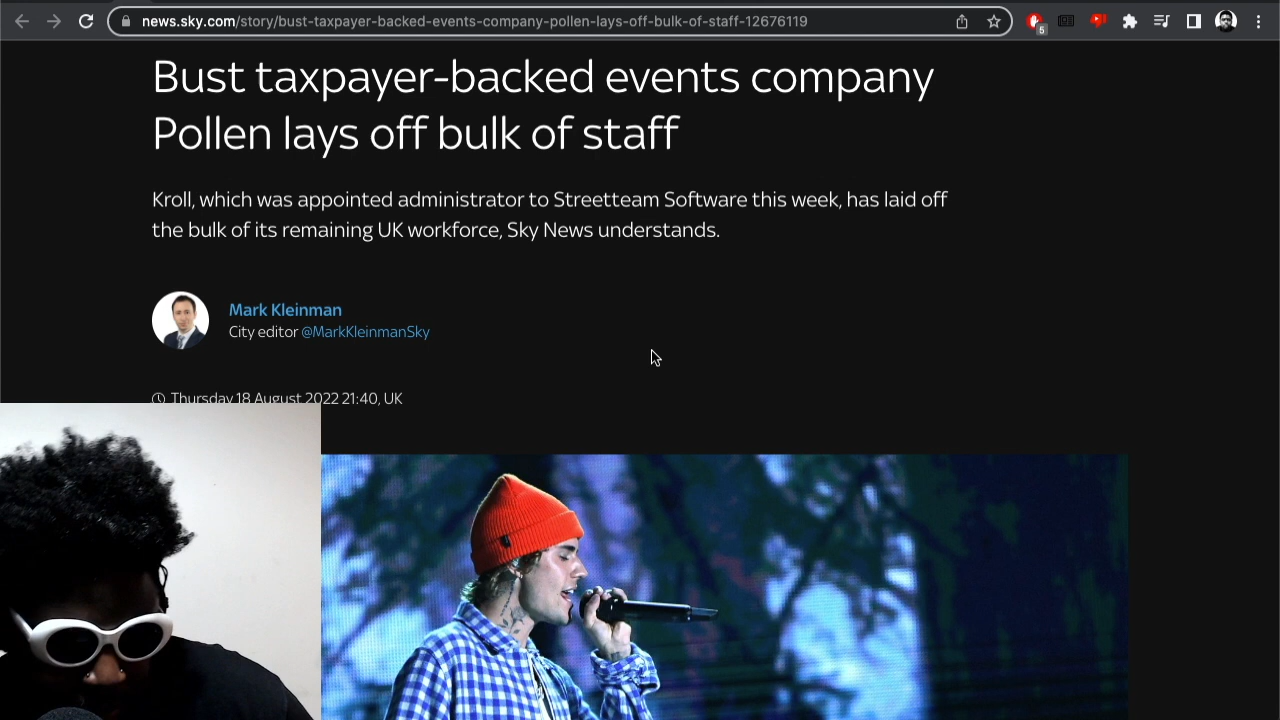 news.sky.com/story/bust-taxpayer-backed-events-company-pollen-lays-off-bulk-of-staff-12676119
5
Bust taxpayer-backed events company
Pollen lays off bulk of staff
Kroll, which was appointed administrator to Streetteam Software this week, has laid off
the bulk of its remaining UK workforce, Sky News understands.
Mark Kleinman
City editor @MarkKleinmanSky
Thursday 18 August 2022 21:40, UK